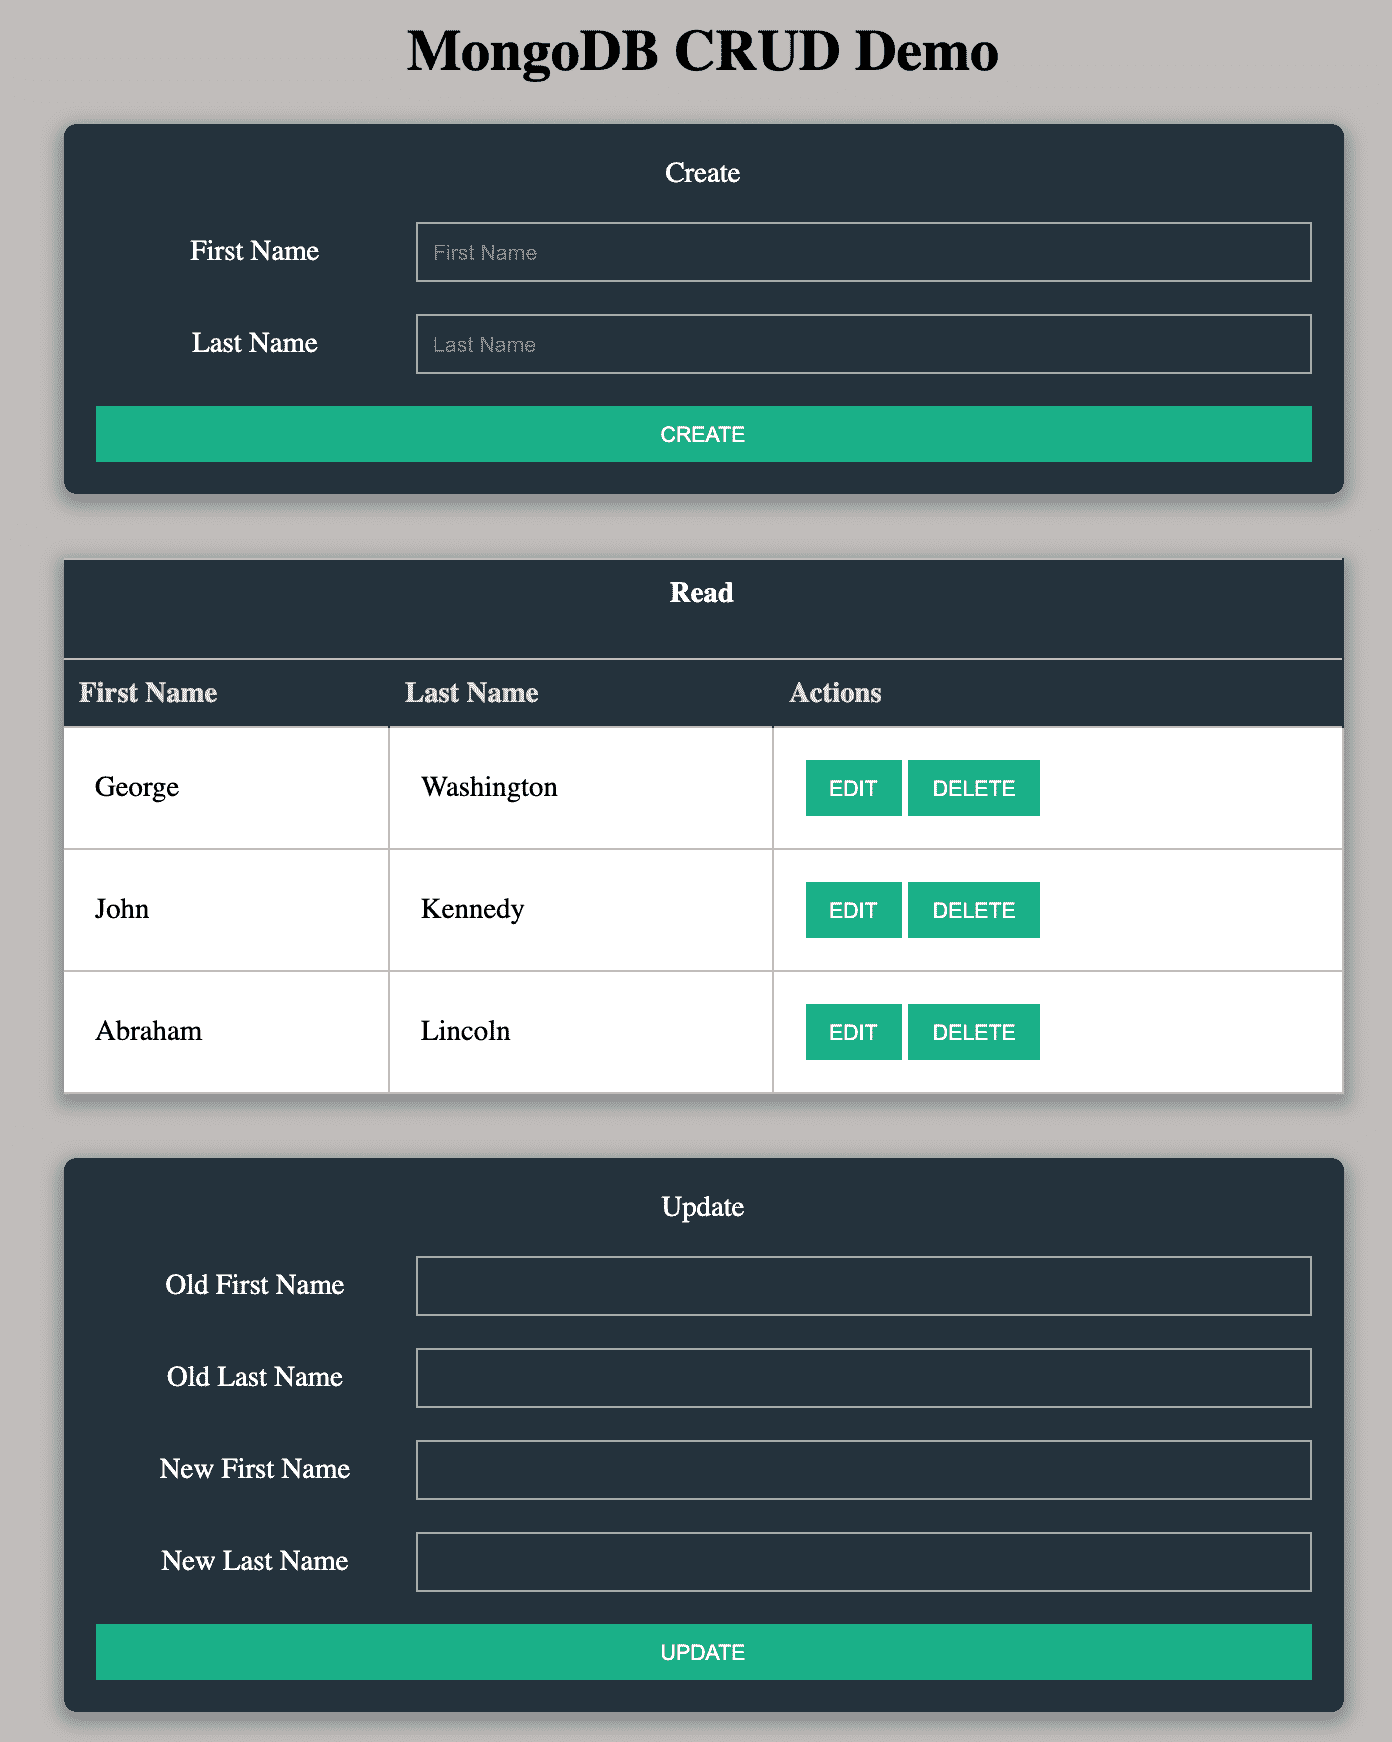 MongoDB CRUD Demo
Create
First Name First Name
Last Name Last Name
CREATE
Read
First Name Last Name Actions
George Washington EDIT DELETE
John Kennedy EDIT DELETE
Abraham Lincoln EDIT DELETE
Update
Old First Name
Old Last Name
New First Name
New Last Name
UPDATE